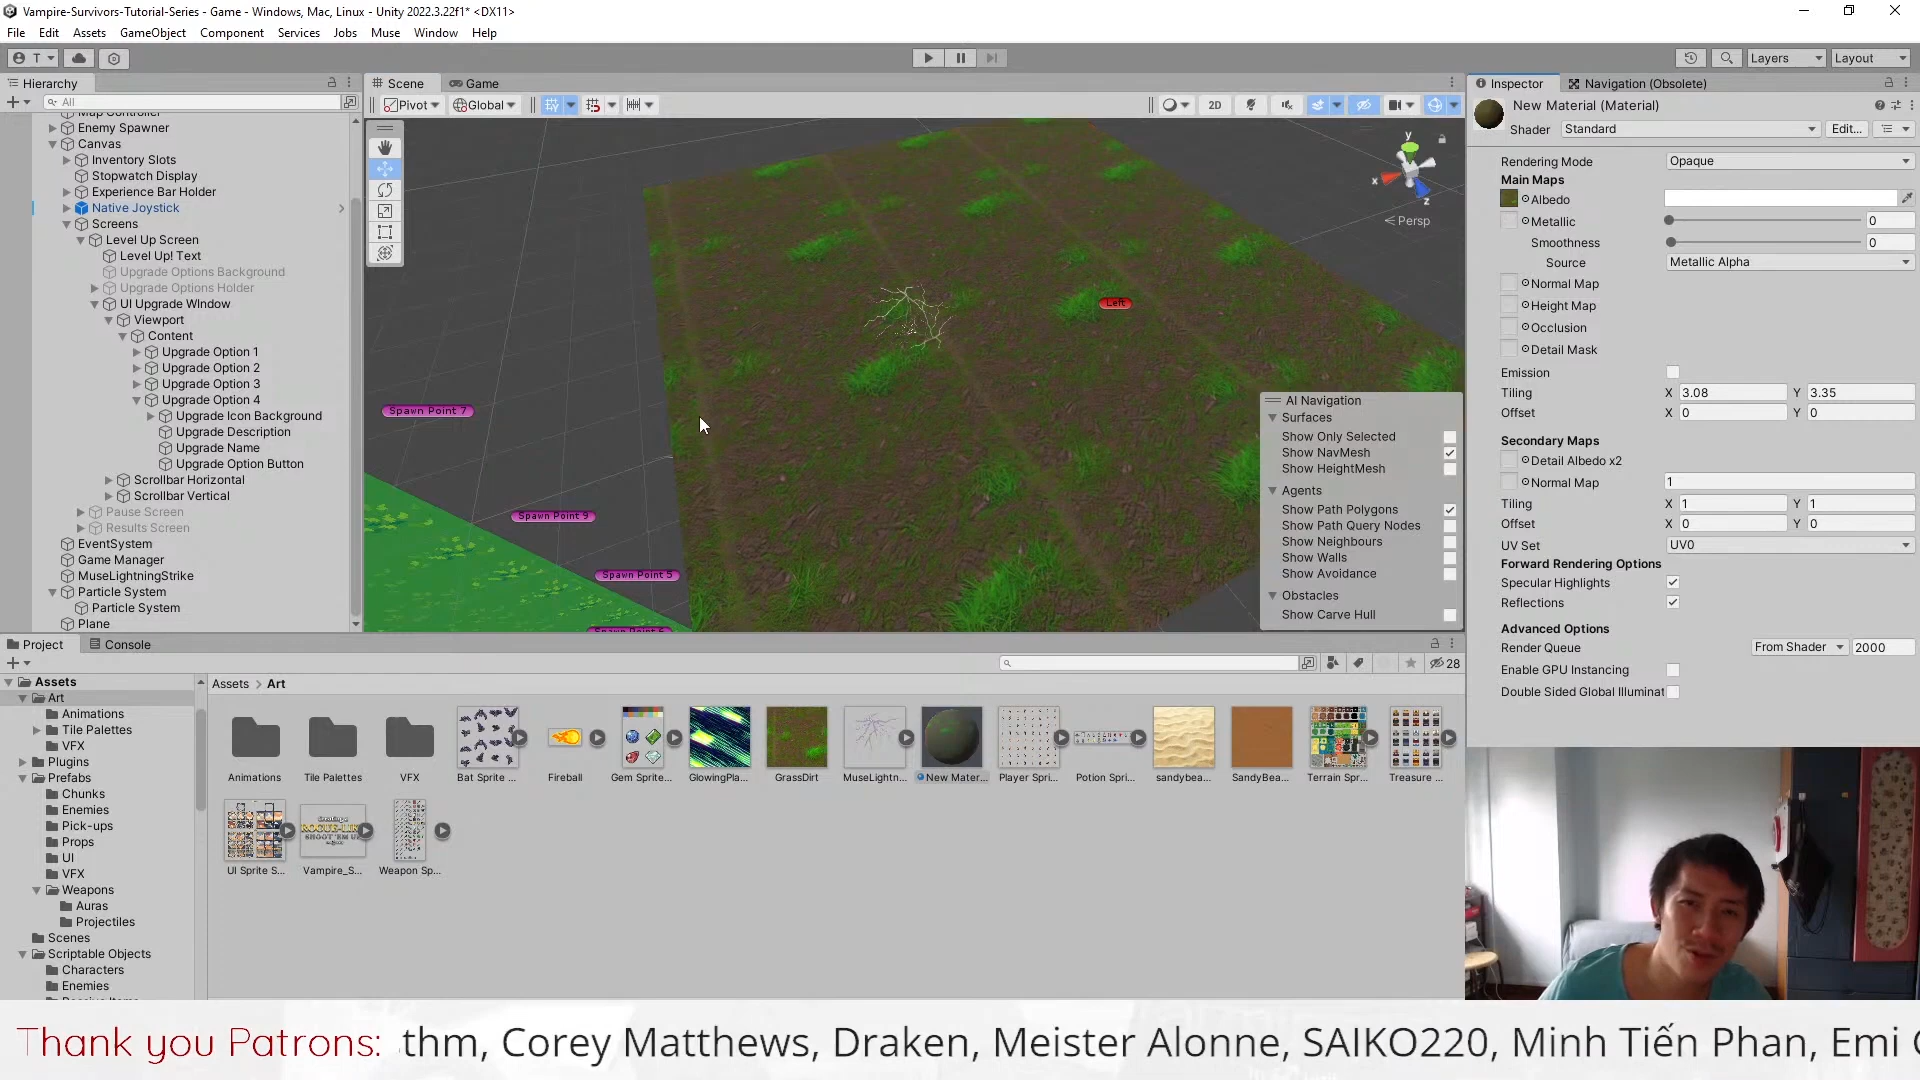 Vampire-Survivors-Tutorial-Series - Game - Windows, Mac, Linux - Unity 2022.3.22f1* <DX11>
File Edit Assets GameObject Component Services Jobs Muse Window Help
T
Layers Layout
Hierarchy
All
Map Controller
Enemy Spawner
Canvas
Inventory Slots
Stopwatch Display
Experience Bar Holder
Native Joystick
Screens
Level Up Screen
Level Up! Text
Upgrade Options Background
Upgrade Options Holder
UI Upgrade WIndow
Viewport
Content
Upgrade Option 1
Upgrade Option 2
Upgrade Option 3
Upgrade Option 4
Upgrade Icon Background
Upgrade Description
Upgrade Name
Upgrade Option Button
Scrollbar Horizontal
Scrollbar Vertical
Pause Screen
Results Screen
EventSystem
Game Manager
MuseLightningStrike
Particle System
Particle System
Plane
Scene Game
Pivot Global 2D
y
x
z
Persp
Left
Spawn Point 7
Spawn Point 9
Spawn Point 5
AI Navigation
Surfaces
Show Only Selected
Show NavMesh
Show HeightMesh
Agents
Show Path Polygons
Show Path Query Nodes
Show Neighbours
Show Walls
Show Avoidance
Obstacles
Show Carve Hull
Inspector Navigation (Obsolete)
New Material (Material)
Shader Standard Edit...
Rendering Mode Opaque
Main Maps
Albedo
Metallic 0
Smoothness 0
Source Metallic Alpha
Normal Map
Height Map
Occlusion
Detail Mask
Emission
Tiling X 3.08 Y 3.35
Offset X 0 Y 0
Secondary Maps
Detail Albedo x2
Normal Map 1
Tiling X 1 Y 1
Offset X 0 Y 0
UV Set UV0
Forward Rendering Options
Specular Highlights
Reflections
Advanced Options
Render Queue From Shader 2000
Enable GPU Instancing
Double Sided Global Illuminat
Project Console
28
Assets
Art
Animations
Tile Palettes
VFX
Plugins
Prefabs
Chunks
Enemies
Pick-ups
Props
UI
VFX
Weapons
Auras
Projectiles
Scenes
Scriptable Objects
Characters
Enemies
Assets > Art
Animations Tile Palettes VFX Bat Sprite ... Fireball Gem Sprite... GlowingPla... GrassDirt MuseLightn... New Mater... Player Spri... Potion Spri... sandybea... SandyBea... Terrain Spr... Treasure ...
UI Sprite S... Vampire_S... Weapon Sp...
Thank you Patrons: thm, Corey Matthews, Draken, Meister Alonne, SAIKO220, Minh Tiến Phan, Emi